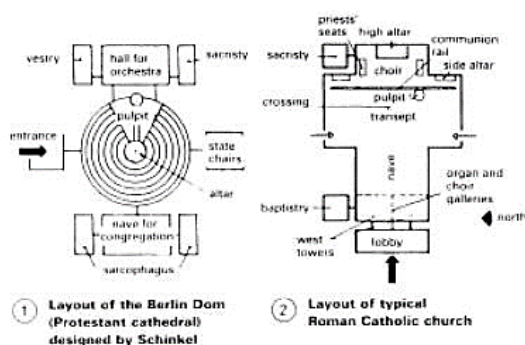 vestry
hall for
orchestra
sacristy
pulpit
entrance
state
chairs
altar
nave for
congregation
sarcophagus
1
Layout of the Berlin Dom
(Protestant cathedral)
designed by Schinkel
priests'
seats
high altar
communion
rail
sacristy
choir
side altar
crossing
pulpit
transept
nave
organ and
choir
galleries
baptistry
north
west
towers
lobby
2
Layout of typical
Roman Catholic church